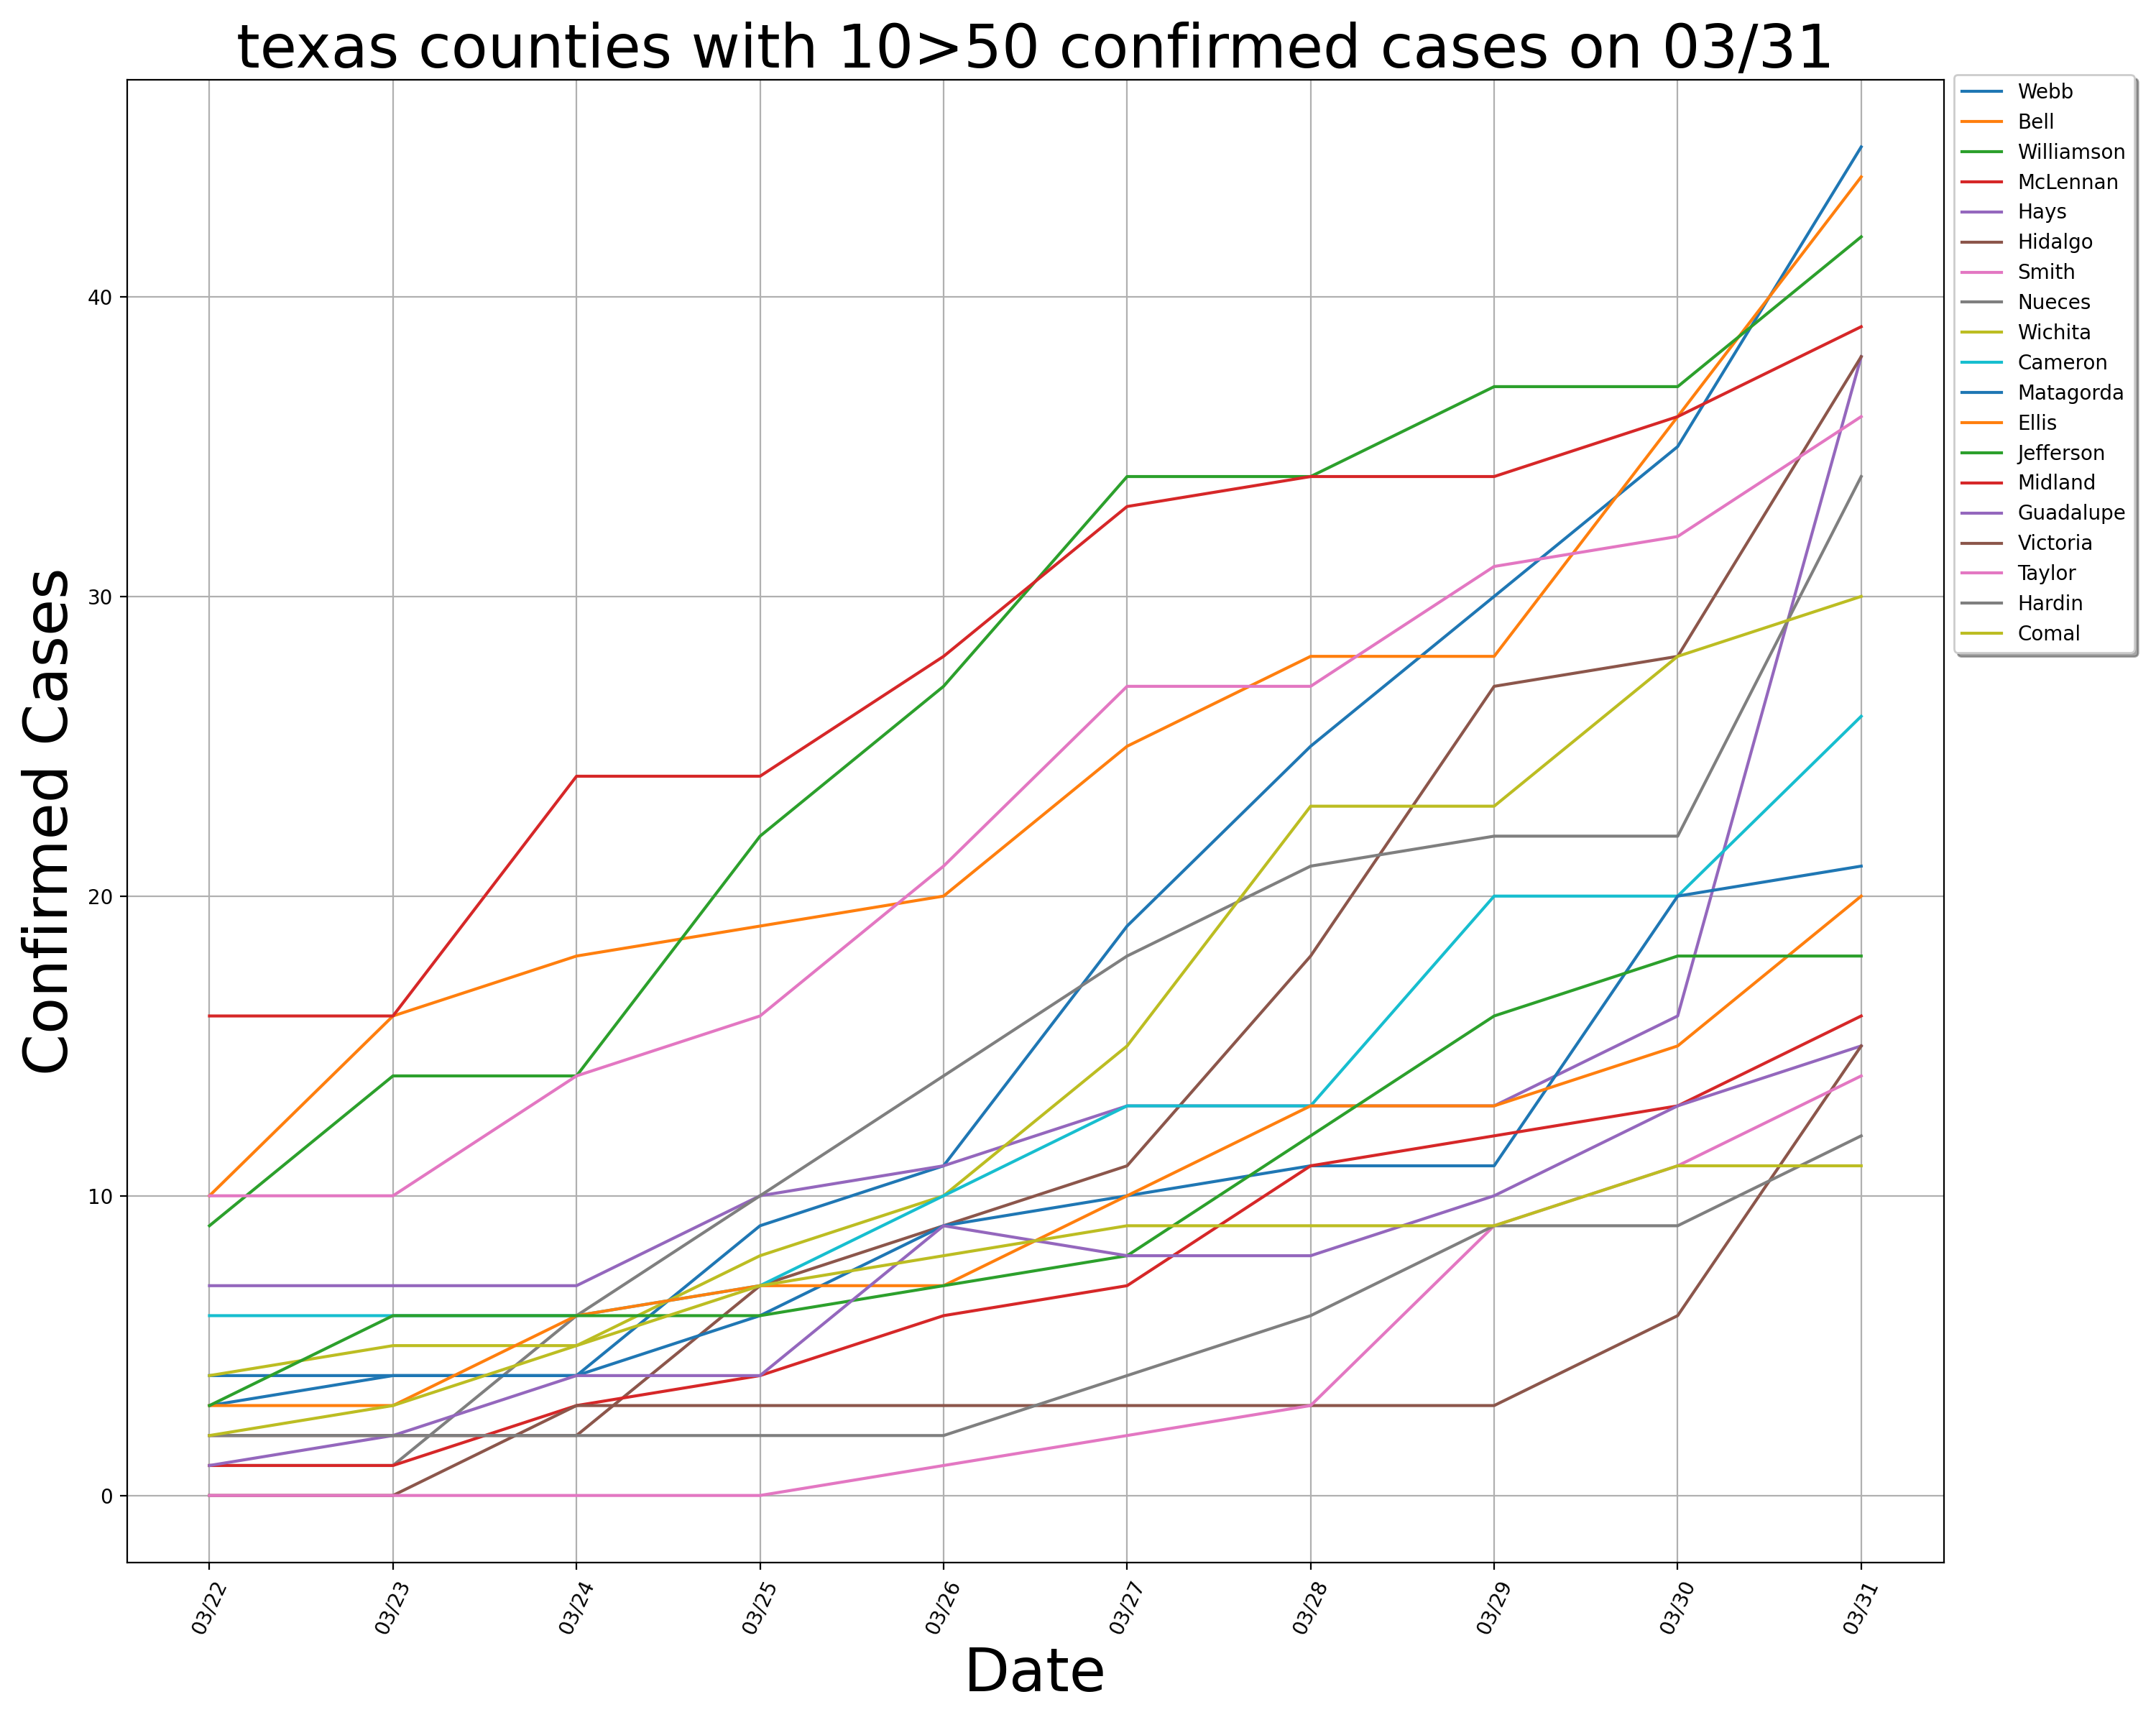 texas counties with 10>50 confirmed cases on 03/31
Webb
Bell
Williamson
McLennan
Hays
Hidalgo
Smith
Nueces
Wichita
Cameron
Matagorda
Ellis
Jefferson
Midland
Guadalupe
Victoria
Taylor
Hardin
Comal
Confirmed Cases
40
30
20
10
0
03/22
03/23
03/24
03/25
03/26
03/27
03/28
03/29
03/30
03/31
Date